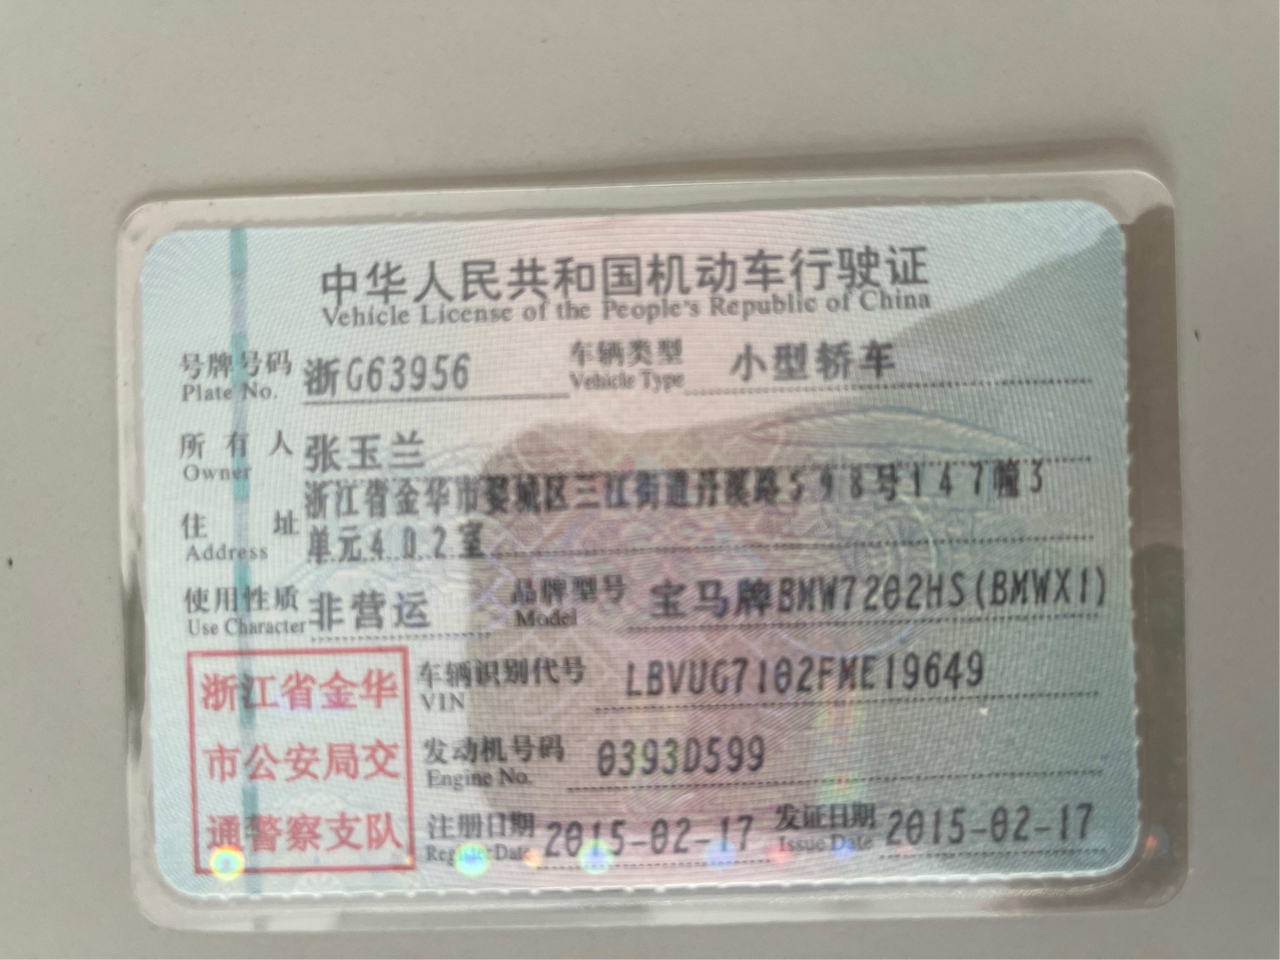 中华人民共和国机动车行驶证
Vehicle License of the People's Republic of China
号牌号码 浙G63956 车辆类型 小型轿车
Plate No. Vehicle Type
所有人 张玉兰
Owner
浙江省金华市婺城区三江街道丹溪路598号147幢3
住址 单元402室
Address
使用性质 非营运 品牌型号 宝马牌BMW7202HS(BMWX1)
Use Character Model
浙江省金华 车辆识别代号 LBVUG7102FME19649
VIN
市公安局交 发动机号码 0393D599
Engine No.
通警察支队 注册日期 2015-02-17 发证日期 2015-02-17
Register Date Issue Date